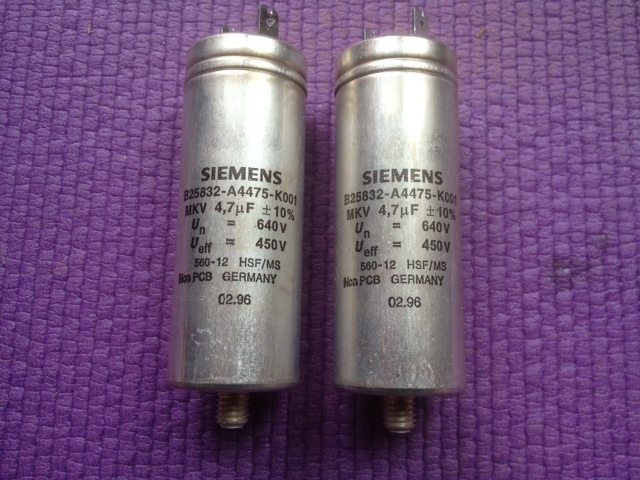 SIEMENS
B25832-A4475-K001
MKV 4,7µF ±10%
Un = 640V
Ueff = 450V
560-12 HSF/MS
Non PCB GERMANY
02.96
SIEMENS
B25832-A4475-K001
MKV 4,7µF ±10%
Un = 640V
Ueff = 450V
560-12 HSF/MS
Non PCB GERMANY
02.96